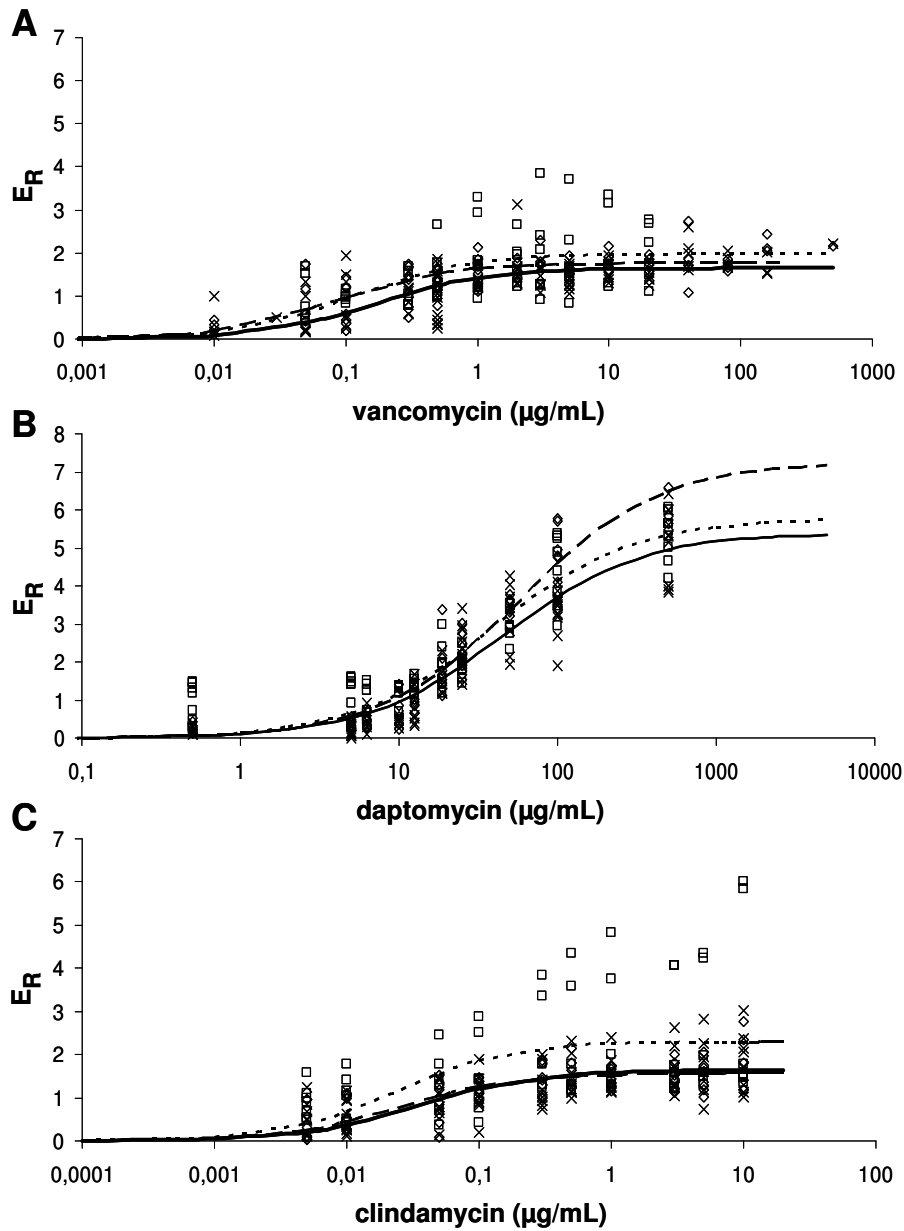 A
7
6
5
4
3
2
1
0
E_R
0,001 0,01 0,1 1 10 100 1000
vancomycin (µg/mL)
B
8
7
6
5
4
3
2
1
0
E_R
0,1 1 10 100 1000 10000
daptomycin (µg/mL)
C
7
6
5
4
3
2
1
0
E_R
0,0001 0,001 0,01 0,1 1 10 100
clindamycin (µg/mL)